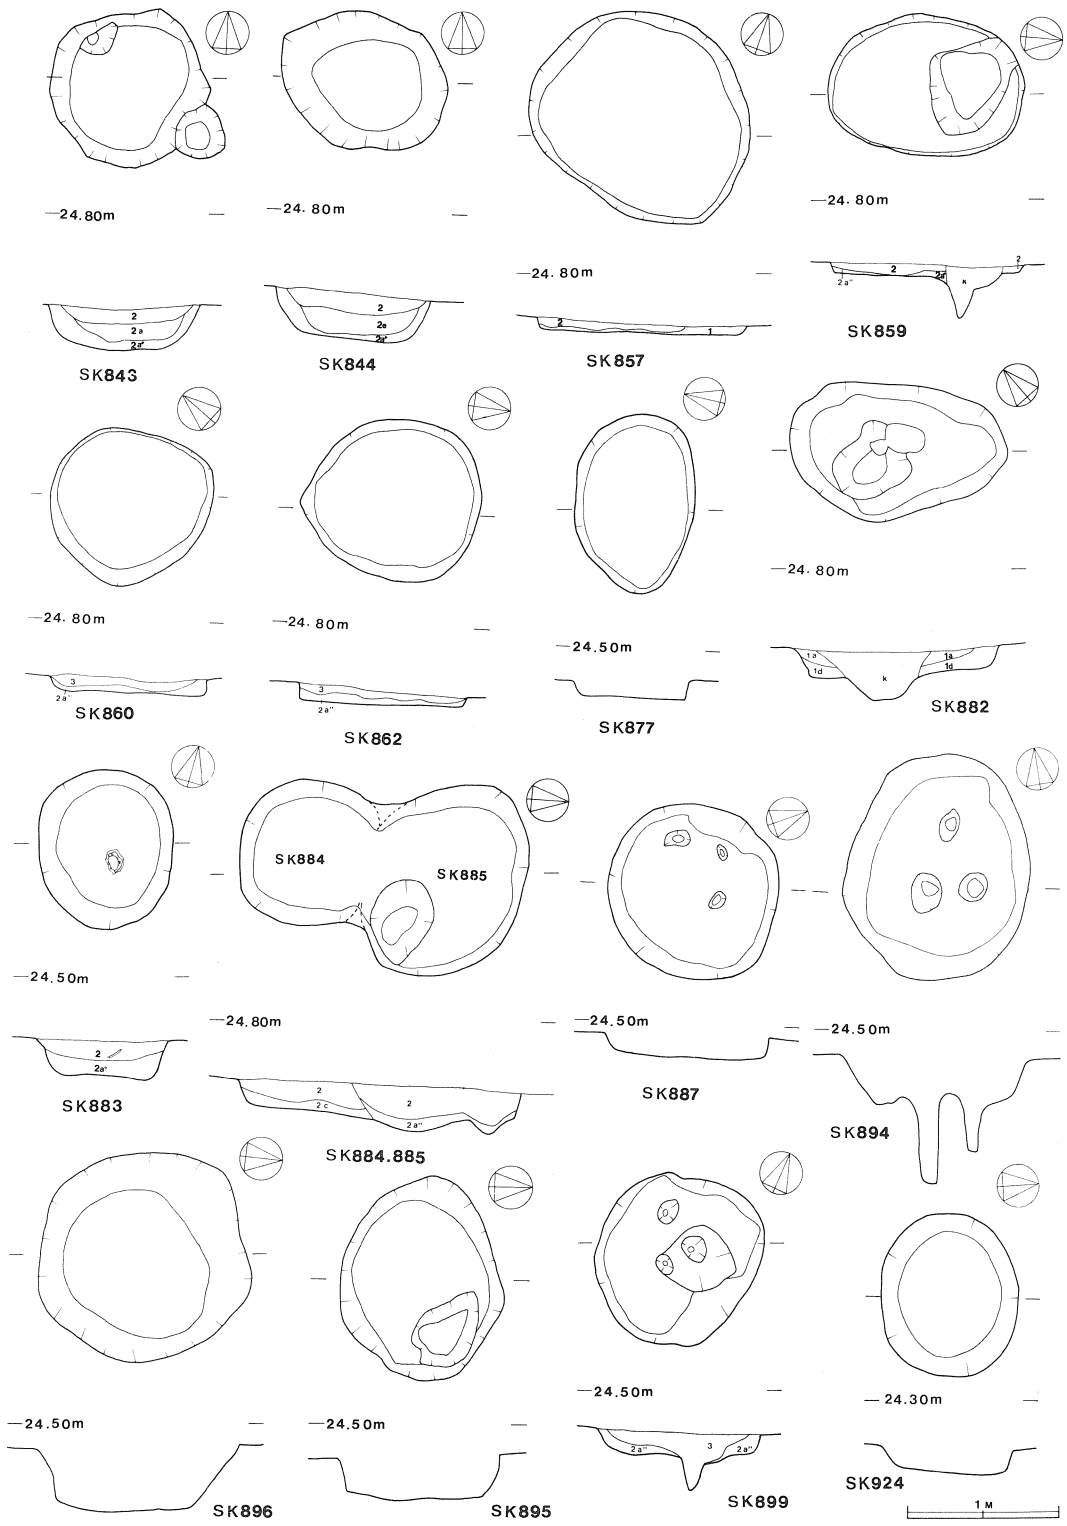 —24.80m
—24.80m
—24.80m
—24.80m
2
2a
2a"
SK843
2
2a
2a"
SK844
2
1
SK857
2
2
2a"
2a"
K
SK859
—24.80m
—24.80m
—24.50m
—24.80m
3
2a"
SK860
3
2a"
SK862
SK877
1a
1d
K
1a
1d
SK882
SK884
SK885
—24.50m
—24.80m
—24.50m
—24.50m
2
2a"
SK883
2
2c
2
2a"
SK884.885
SK887
SK894
—24.50m
—24.50m
—24.50m
—24.30m
SK896
SK895
2a"
3
2a"
SK899
SK924
1 M